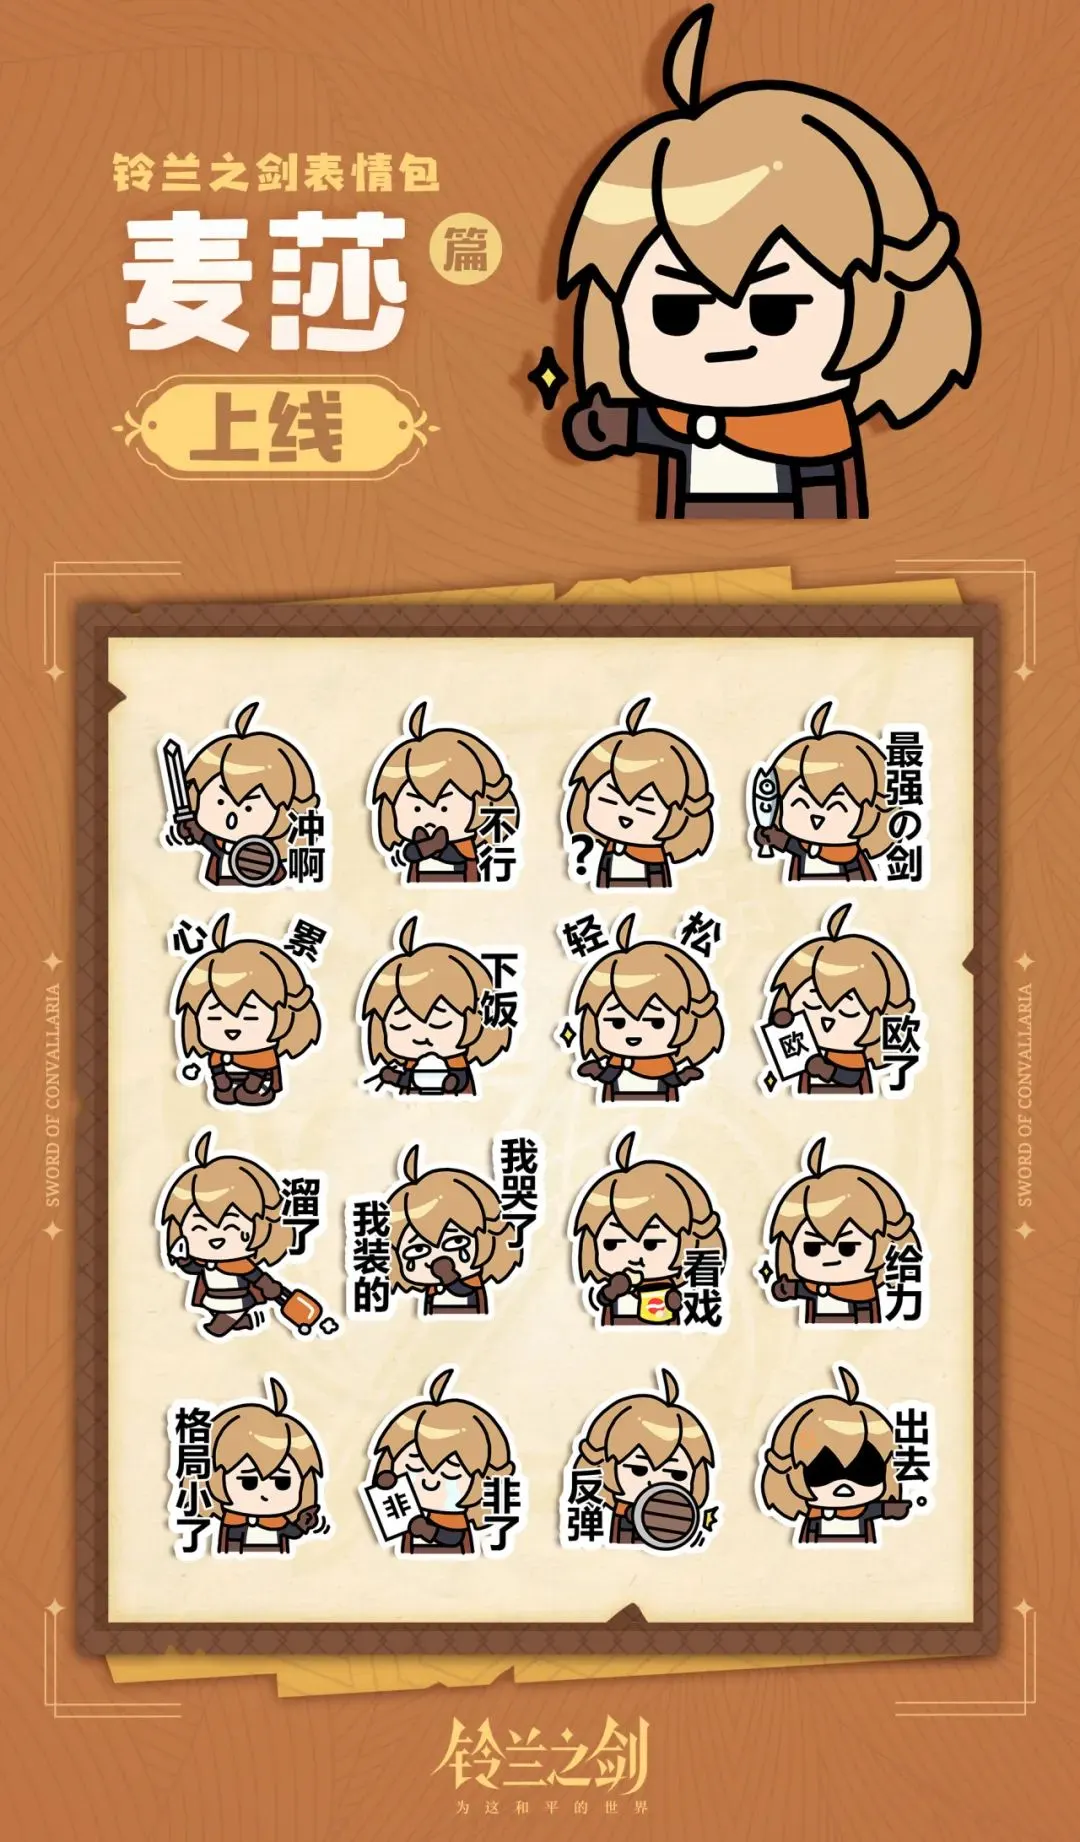 铃兰之剑表情包
麦莎
篇
上线
冲啊
不行
?
最强の剑
心累
下饭
轻松
欧
欧了
溜了
我装的
我哭了
看戏
给力
格局小了
非
非了
反弹
出去。
SWORD OF CONVALLARIA
SWORD OF CONVALLARIA
铃兰之剑
为这和平的世界